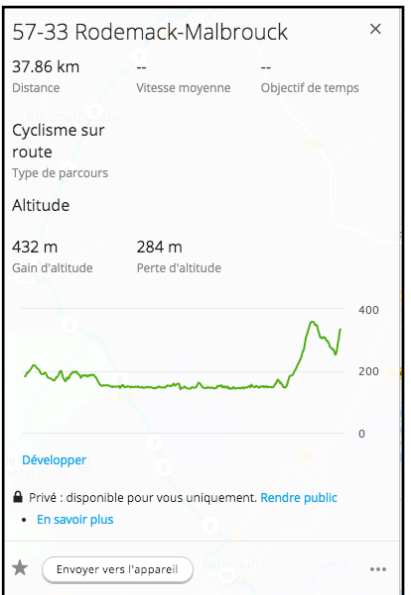 57-33 Rodemack-Malbrouck
37.86 km -- --
Distance Vitesse moyenne Objectif de temps
Cyclisme sur
route
Type de parcours
Altitude
432 m 284 m
Gain d'altitude Perte d'altitude
400
200
0
Développer
Privé : disponible pour vous uniquement. Rendre public
• En savoir plus
Envoyer vers l'appareil